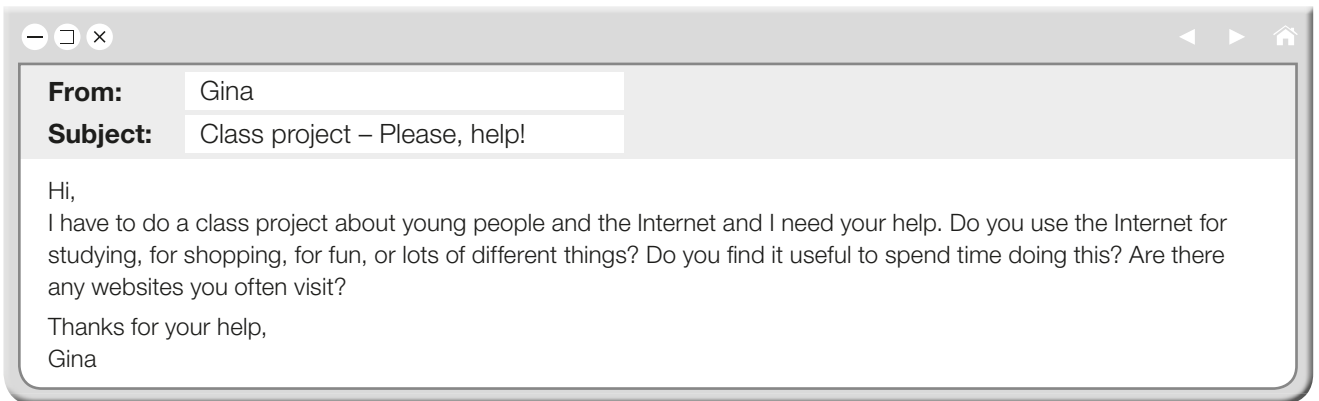 From: Gina
Subject: Class project – Please, help!
Hi,
I have to do a class project about young people and the Internet and I need your help. Do you use the Internet for
studying, for shopping, for fun, or lots of different things? Do you find it useful to spend time doing this? Are there
any websites you often visit?
Thanks for your help,
Gina